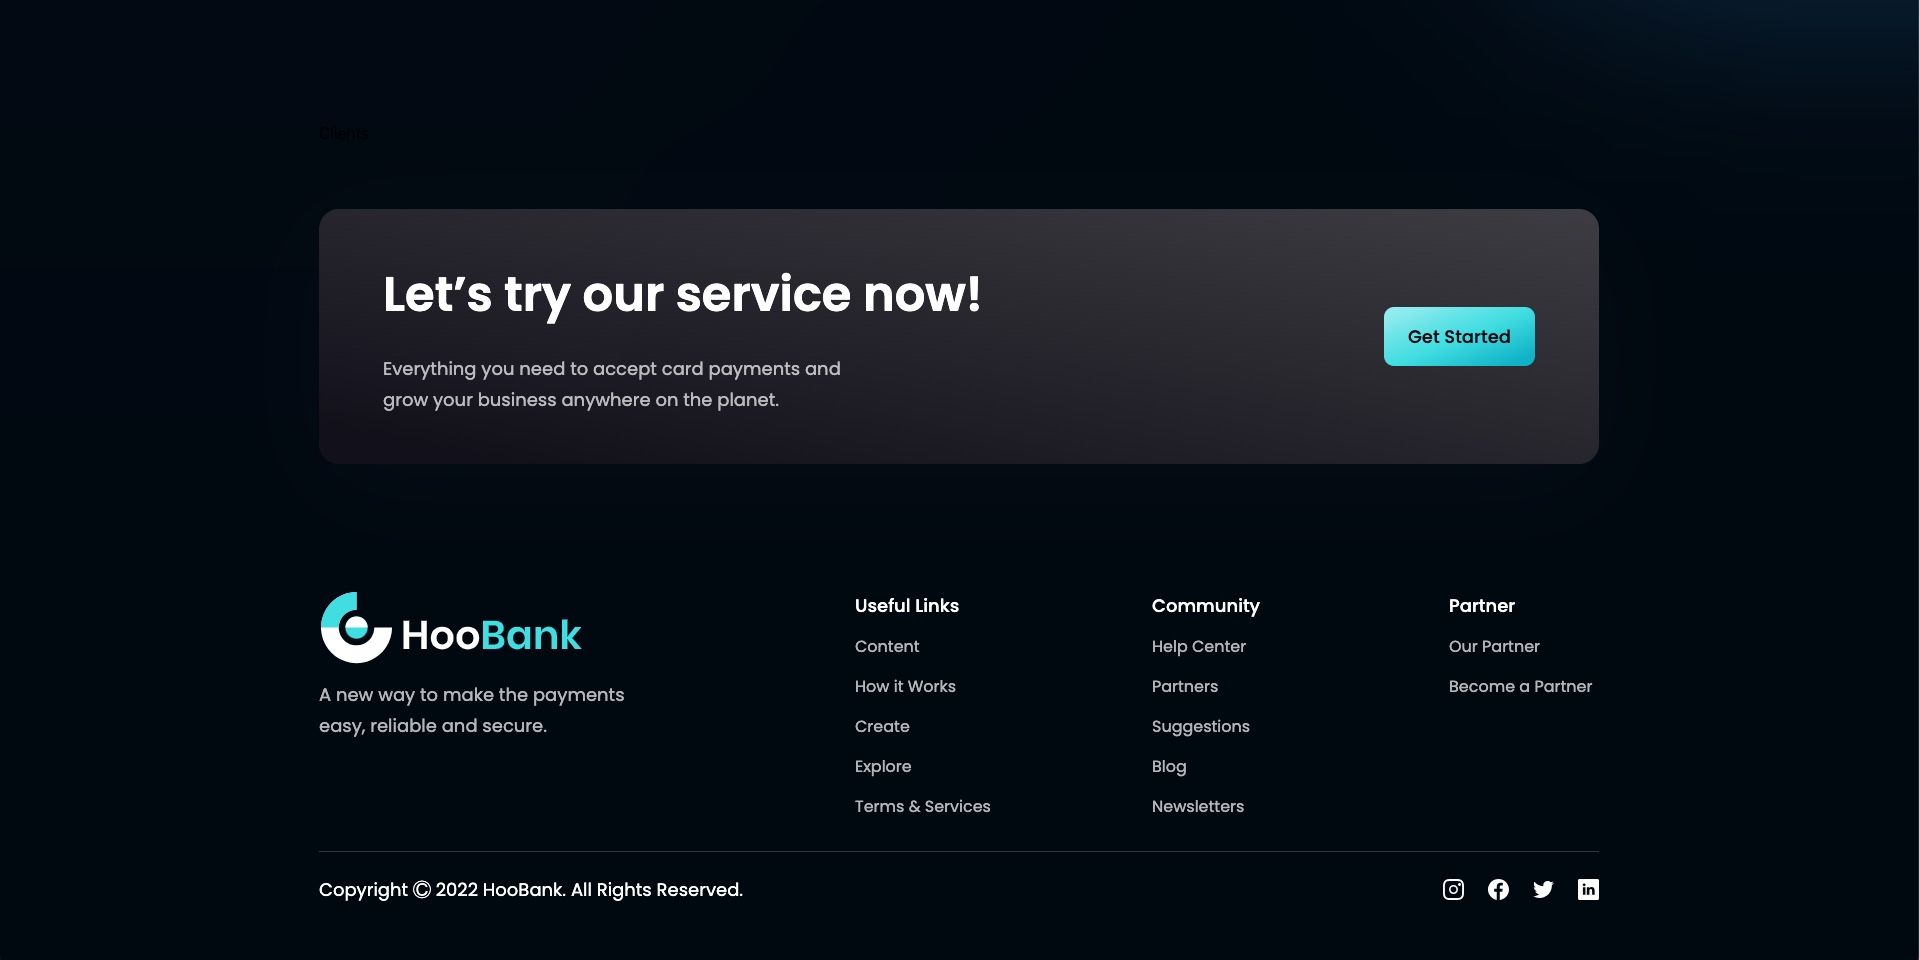 Clients
Let’s try our service now!
Everything you need to accept card payments and
grow your business anywhere on the planet.
Get Started
HooBank
A new way to make the payments
easy, reliable and secure.
Useful Links
Content
How it Works
Create
Explore
Terms & Services
Community
Help Center
Partners
Suggestions
Blog
Newsletters
Partner
Our Partner
Become a Partner
Copyright Ⓒ 2022 HooBank. All Rights Reserved.
in